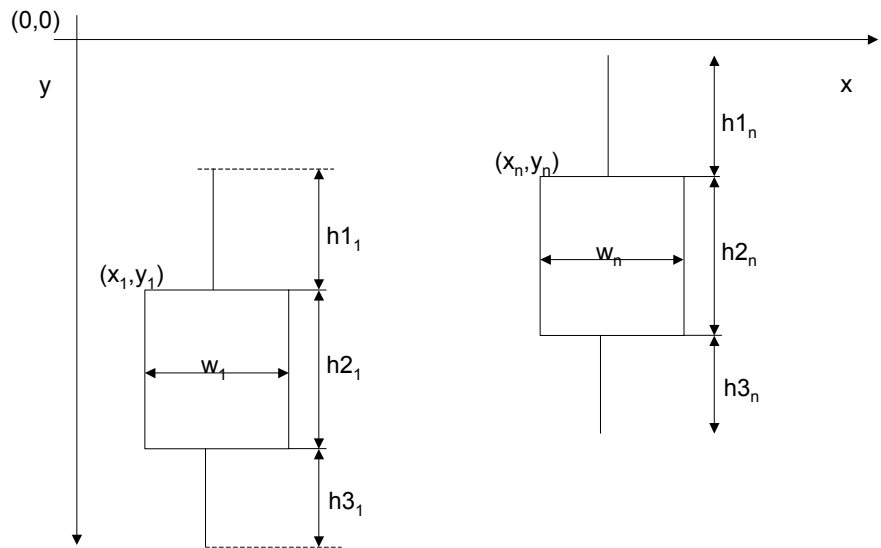 (0,0)
y
x
h1ₙ
(xₙ,yₙ)
h1₁
wₙ
h2ₙ
(x₁,y₁)
w₁
h2₁
h3ₙ
h3₁